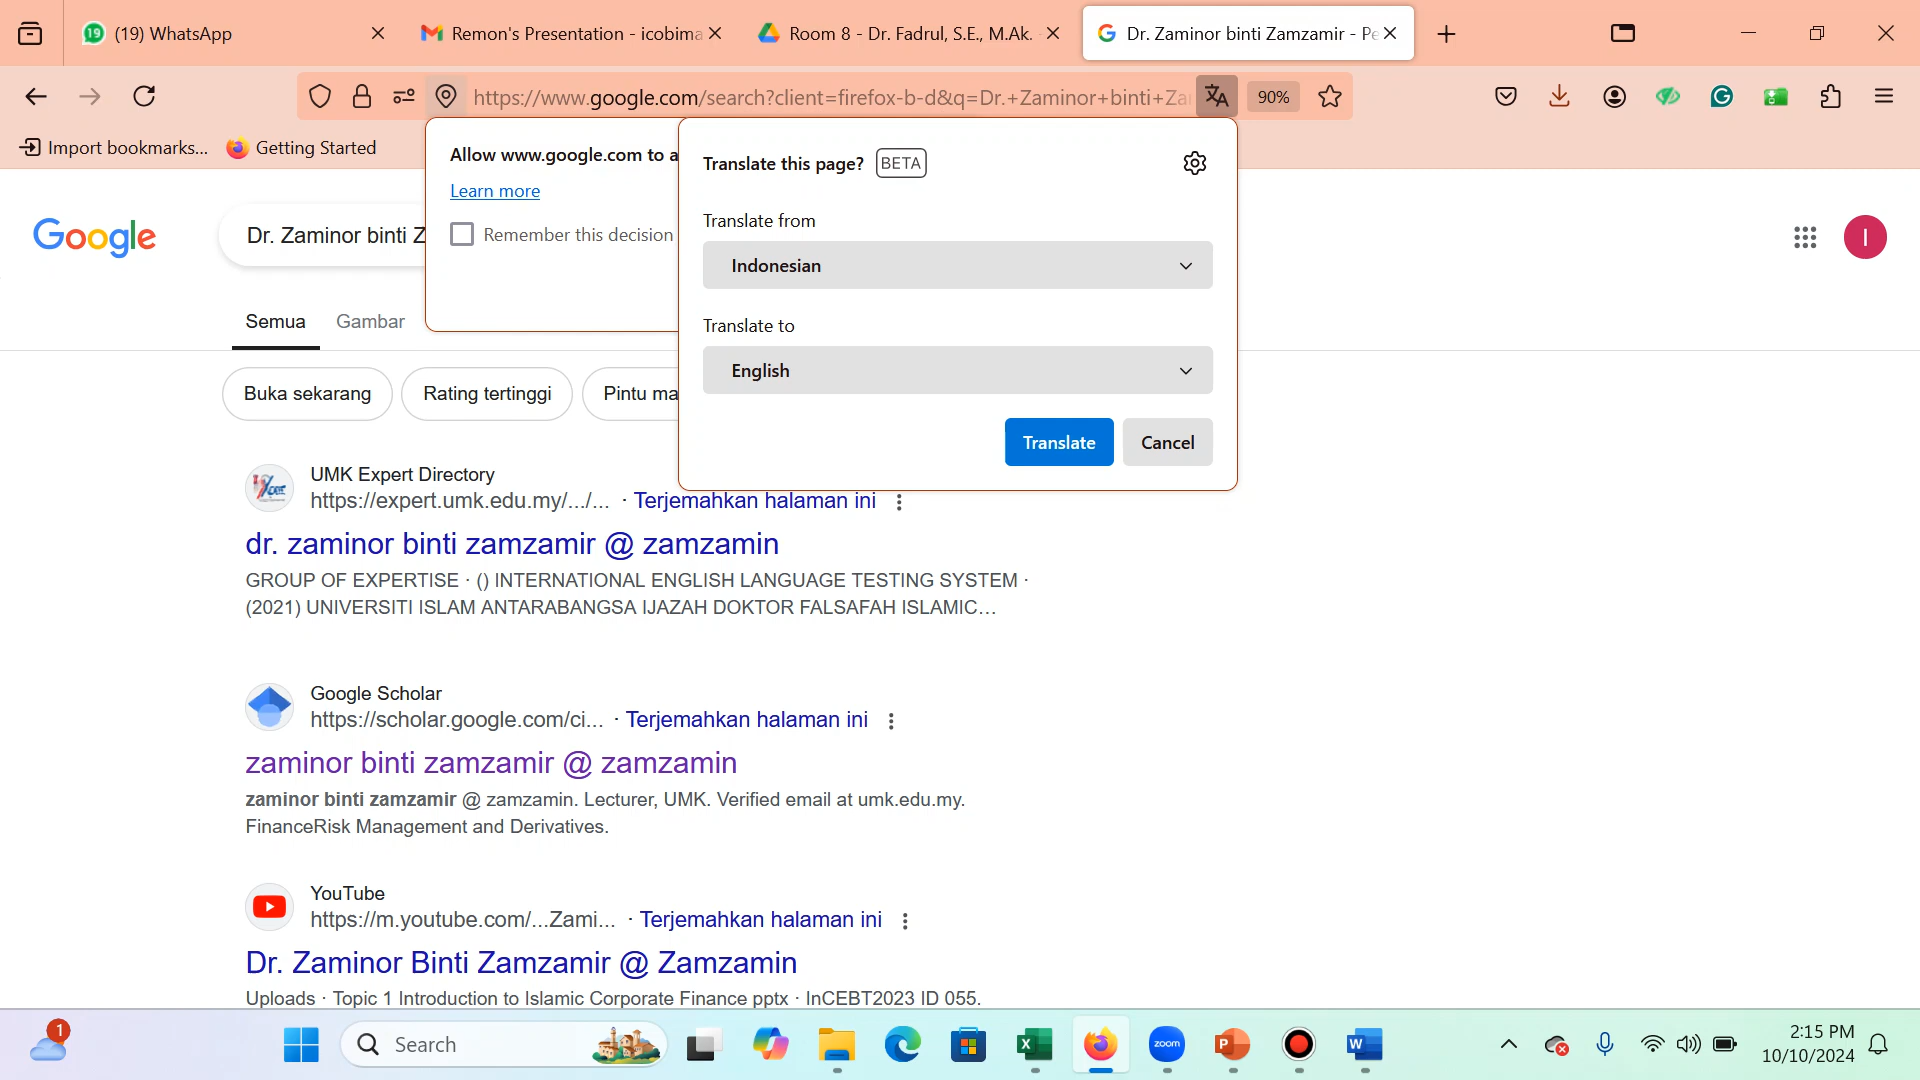 19
(19) WhatsApp
Remon's Presentation - icobima
Room 8 - Dr. Fadrul, S.E., M.Ak.
Dr. Zaminor binti Zamzamir - Pe
https://www.google.com/search?client=firefox-b-d&q=Dr.+Zaminor+binti+Za
90%
Import bookmarks...
Getting Started
Allow www.google.com to a
Learn more
Remember this decision
Translate this page?
BETA
Translate from
Indonesian
Translate to
English
Translate
Cancel
Google
Dr. Zaminor binti Z
I
Semua
Gambar
Buka sekarang
Rating tertinggi
Pintu ma
UMK Expert Directory
https://expert.umk.edu.my/.../... · Terjemahkan halaman ini
dr. zaminor binti zamzamir @ zamzamin
GROUP OF EXPERTISE · () INTERNATIONAL ENGLISH LANGUAGE TESTING SYSTEM ·
(2021) UNIVERSITI ISLAM ANTARABANGSA IJAZAH DOKTOR FALSAFAH ISLAMIC...
Google Scholar
https://scholar.google.com/ci... · Terjemahkan halaman ini
zaminor binti zamzamir @ zamzamin
zaminor binti zamzamir @ zamzamin. Lecturer, UMK. Verified email at umk.edu.my.
FinanceRisk Management and Derivatives.
YouTube
https://m.youtube.com/...Zami... · Terjemahkan halaman ini
Dr. Zaminor Binti Zamzamir @ Zamzamin
Uploads · Topic 1 Introduction to Islamic Corporate Finance pptx · InCEBT2023 ID 055.
1
Search
zoom
2:15 PM
10/10/2024